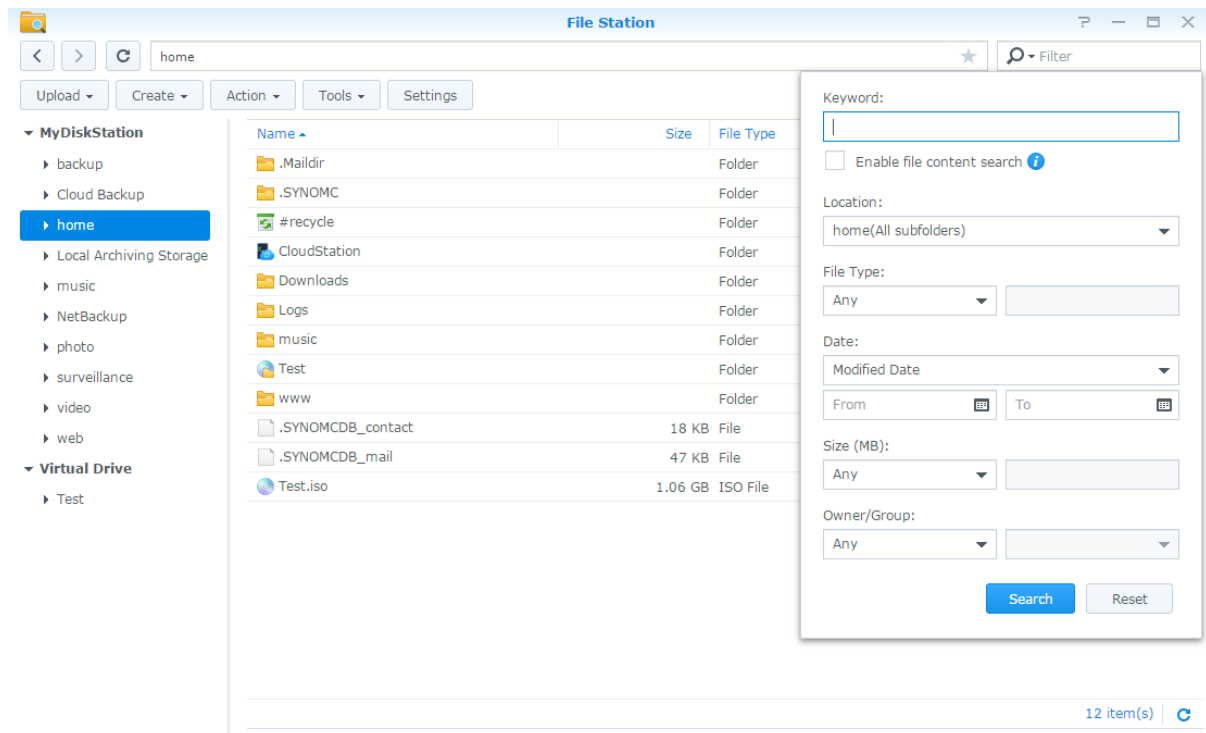 File Station
home
Filter
Upload Create Action Tools Settings
MyDiskStation
backup
Cloud Backup
home
Local Archiving Storage
music
NetBackup
photo
surveillance
video
web
Virtual Drive
Test
Name Size File Type
.Maildir Folder
.SYNOMC Folder
#recycle Folder
CloudStation Folder
Downloads Folder
Logs Folder
music Folder
Test Folder
www Folder
.SYNOMCDB_contact 18 KB File
.SYNOMCDB_mail 47 KB File
Test.iso 1.06 GB ISO File
Keyword:
Enable file content search
Location:
home(All subfolders)
File Type:
Any
Date:
Modified Date
From To
Size (MB):
Any
Owner/Group:
Any
Search Reset
12 item(s)